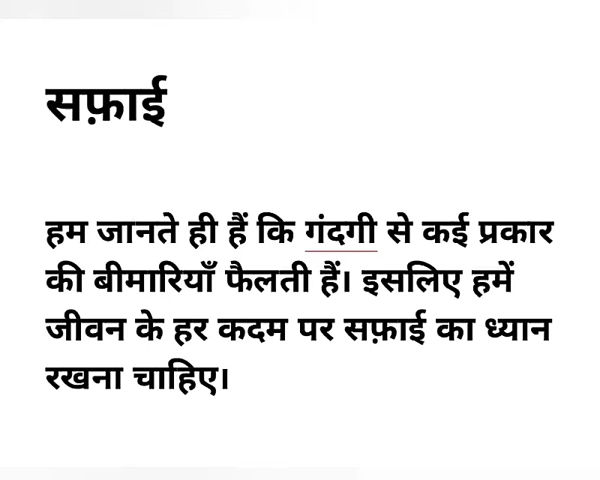 सफ़ाई
हम जानते ही हैं कि गंदगी से कई प्रकार
की बीमारियाँ फैलती हैं। इसलिए हमें
जीवन के हर कदम पर सफ़ाई का ध्यान
रखना चाहिए।